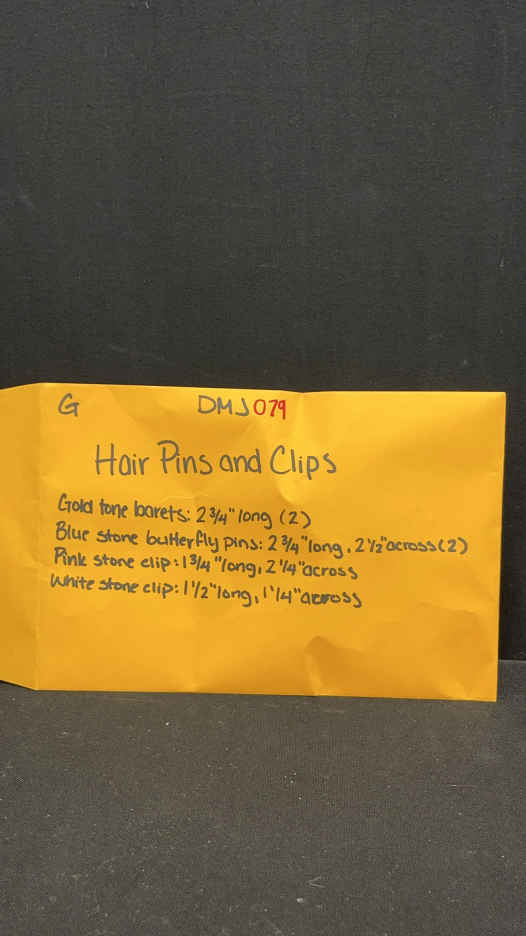 G DMJ079
Hair Pins and Clips
Gold tone barets: 2 3/4" long (2)
Blue stone butterfly pins: 2 3/4" long, 2 1/2" across (2)
Pink stone clip: 1 3/4" long, 2 1/4" across
White stone clip: 1 1/2" long, 1 1/4" across